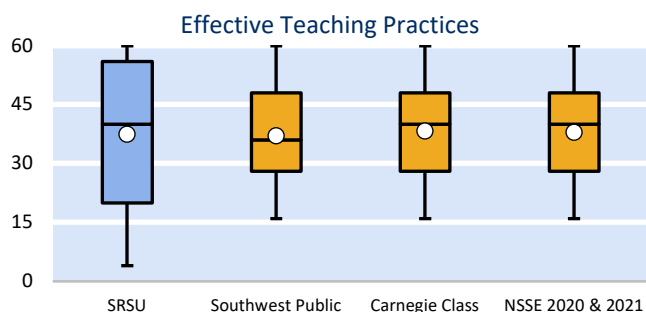 Effective Teaching Practices
60
45
30
15
0
SRSU
Southwest Public
Carnegie Class
NSSE 2020 & 2021